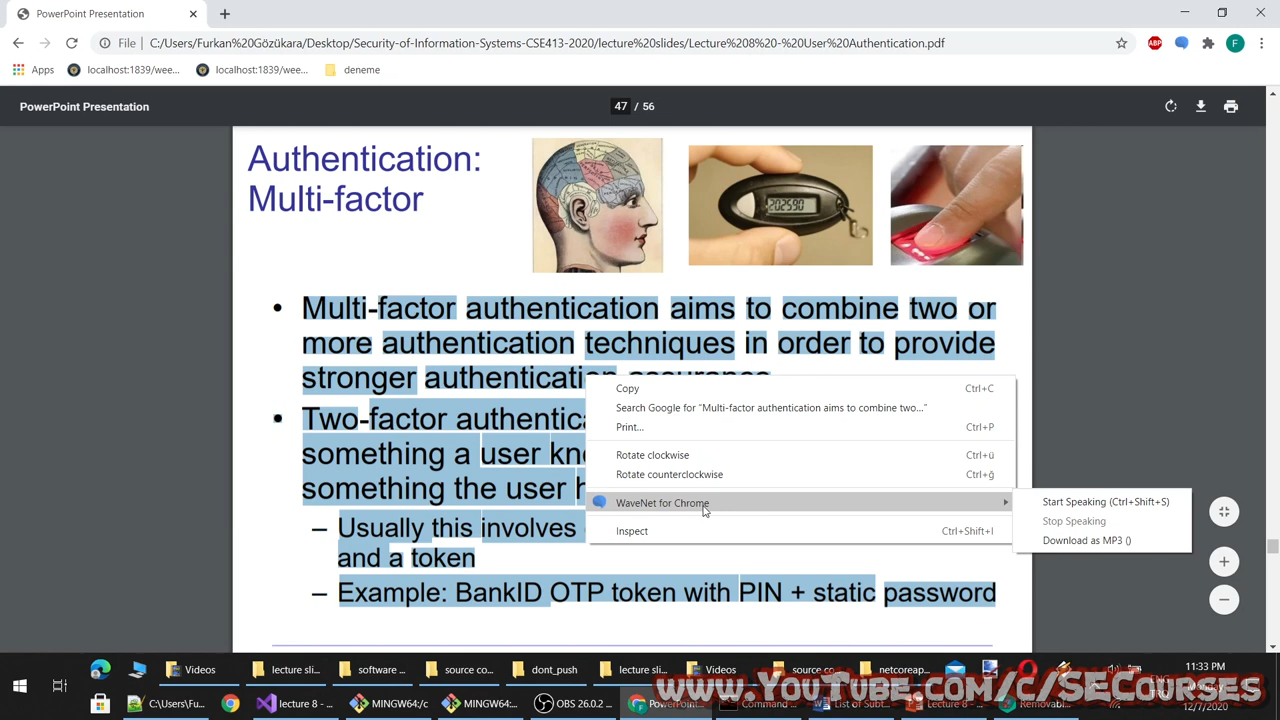 PowerPoint Presentation
File
C:/Users/Furkan%20Gözükara/Desktop/Security-of-Information-Systems-CSE413-2020/lecture%20slides/Lecture%208%20-%20User%20Authentication.pdf
ABP
F
Apps
localhost:1839/wee...
localhost:1839/wee...
deneme
PowerPoint Presentation
47 / 56
Authentication:
Multi-factor
202590
• Multi-factor authentication aims to combine two or
more authentication techniques in order to provide
stronger authentication assurance.
• Two-factor authentica
something a user kno
something the user h
– Usually this involves
and a token
– Example: BankID OTP token with PIN + static password
Copy Ctrl+C
Search Google for “Multi-factor authentication aims to combine two...”
Print... Ctrl+P
Rotate clockwise Ctrl+ü
Rotate counterclockwise Ctrl+ğ
WaveNet for Chrome
Inspect Ctrl+Shift+I
Start Speaking (Ctrl+Shift+S)
Stop Speaking
Download as MP3 ()
Videos
lecture sli...
software ...
source co...
dont_push
lecture sli...
Videos
source co...
netcoreap...
ENG
11:33 PM
C:\Users\Fu...
lecture 8 - ...
MINGW64:/c
MINGW64:...
OBS 26.0.2 ...
PowerPoint...
Command ...
List of Subt...
Lecture 8 - ...
Removabl...
TRQ
Monday
12/7/2020
www.YouTube.com/c/SECourses